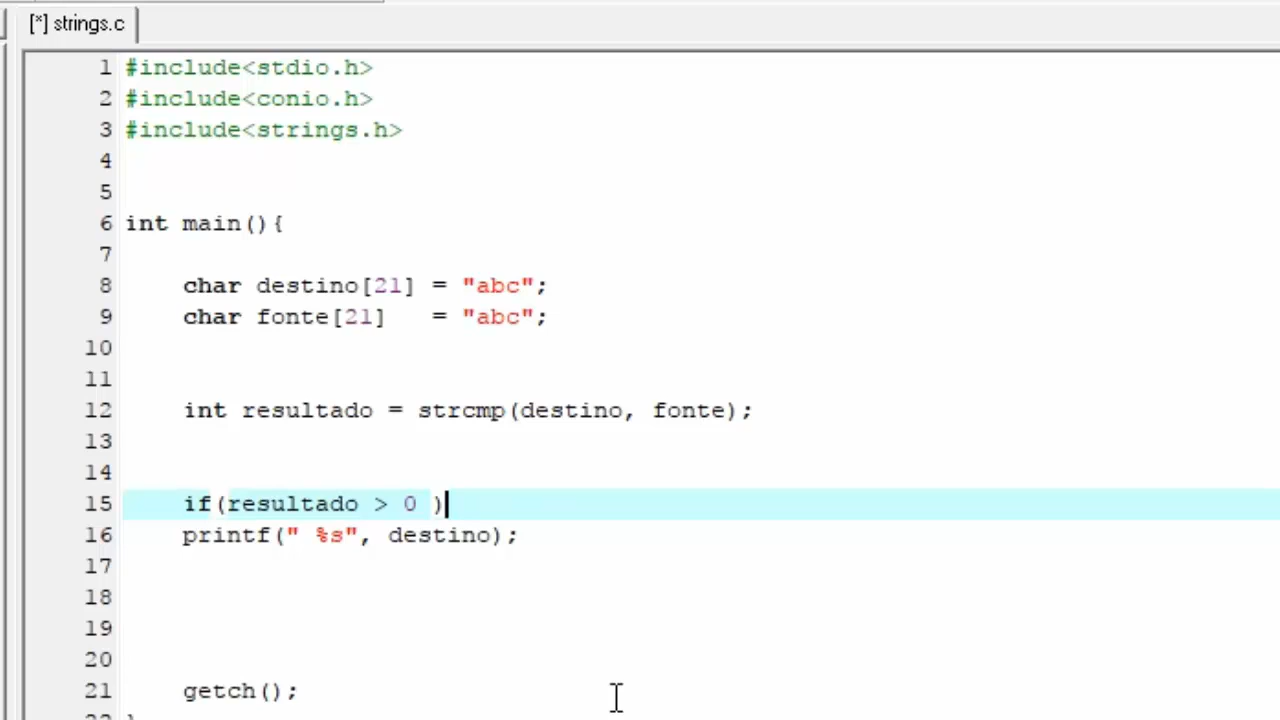 [*] strings.c
1 #include<stdio.h>
2 #include<conio.h>
3 #include<strings.h>
4
5
6 int main(){
7
8 char destino[21] = "abc";
9 char fonte[21] = "abc";
10
11
12 int resultado = strcmp(destino, fonte);
13
14
15 if(resultado > 0 )
16 printf(" %s", destino);
17
18
19
20
21 getch();